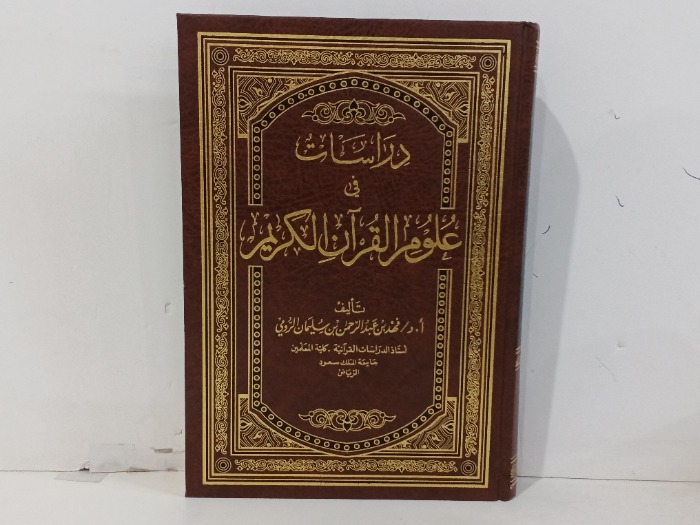 دراسات
في
علوم القرآن الكريم
تأليف
أ. د/ فهد بن عبد الرحمن بن سليمان الرومي
أستاذ الدراسات القرآنية - كلية المعلمين
جامعة الملك سعود
الرياض